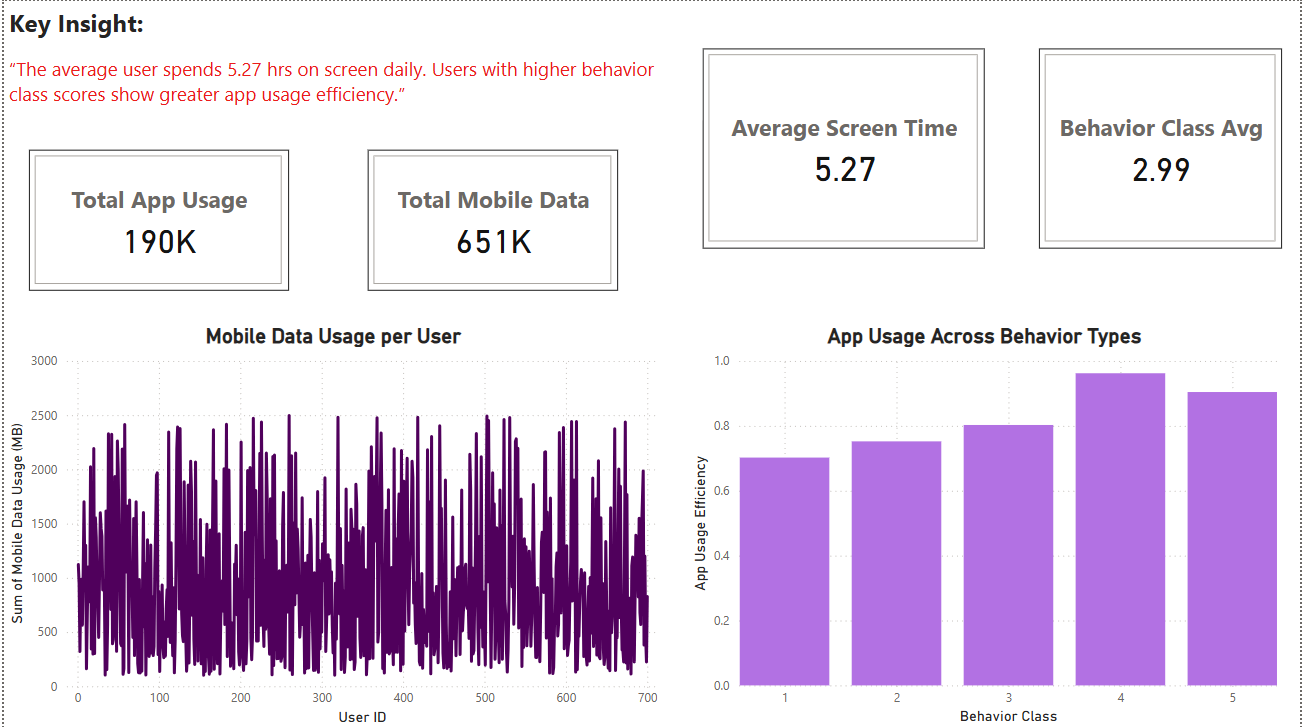 Key Insight:
“The average user spends 5.27 hrs on screen daily. Users with higher behavior
class scores show greater app usage efficiency.”
Total App Usage
190K
Total Mobile Data
651K
Average Screen Time
5.27
Behavior Class Avg
2.99
Mobile Data Usage per User
Sum of Mobile Data Usage (MB)
3000
2500
2000
1500
1000
500
0
0 100 200 300 400 500 600 700
User ID
App Usage Across Behavior Types
App Usage Efficiency
1.0
0.8
0.6
0.4
0.2
0.0
1 2 3 4 5
Behavior Class